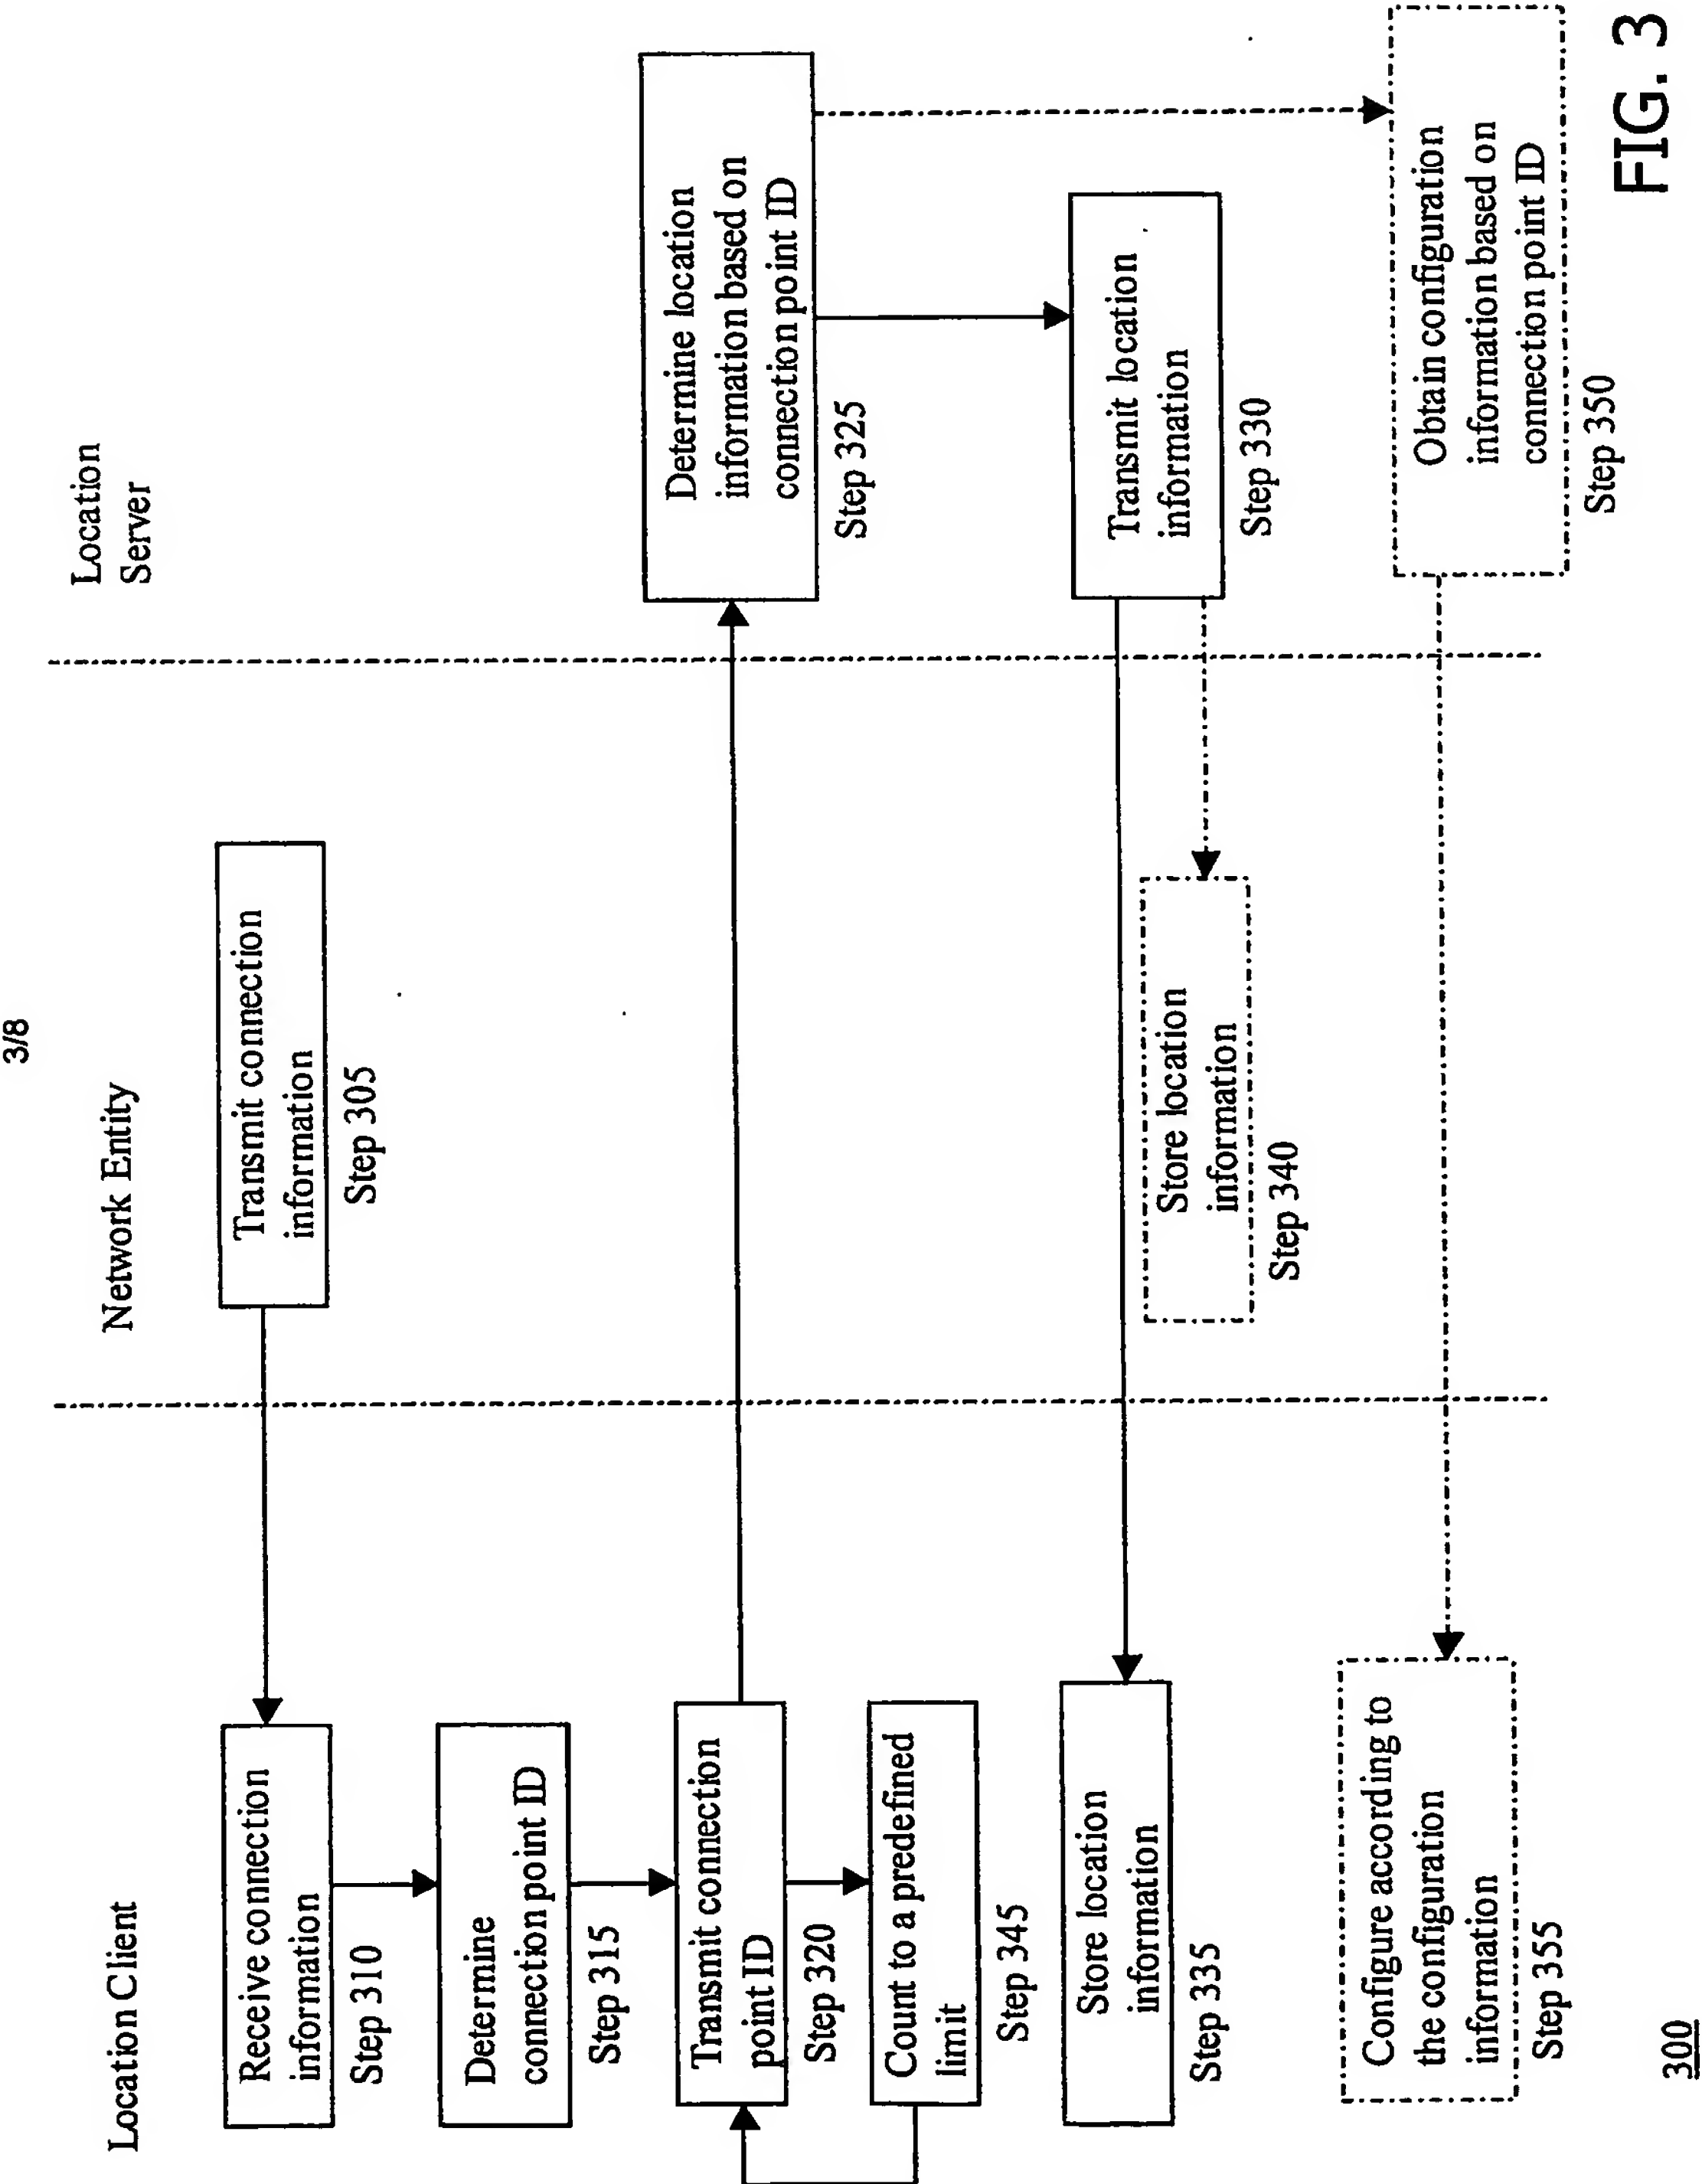 3/8
Location Client
Network Entity
Location
Server
Transmit connection
information
Step 305
Receive connection
information
Step 310
Determine
connection point ID
Step 315
Transmit connection
point ID
Step 320
Count to a predefined
limit
Step 345
Determine location
information based on
connection point ID
Step 325
Transmit location
information
Step 330
Store location
information
Step 335
Store location
information
Step 340
Obtain configuration
information based on
connection point ID
Step 350
Configure according to
the configuration
information
Step 355
300
FIG. 3